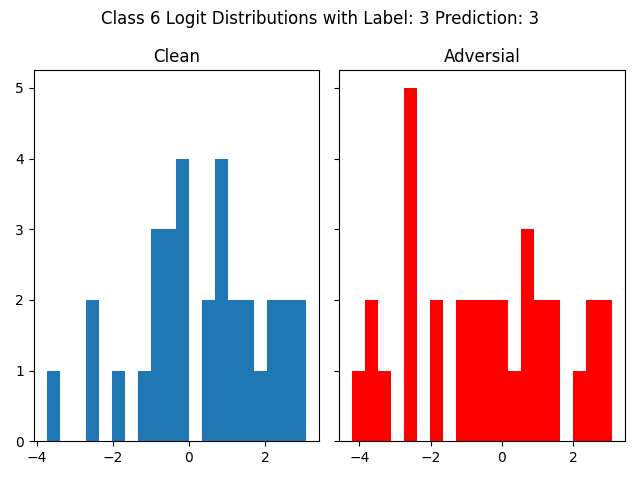 Class 6 Logit Distributions with Label: 3 Prediction: 3
Clean
Adversial
5
4
3
2
1
0
−4 −2 0 2
−4 −2 0 2